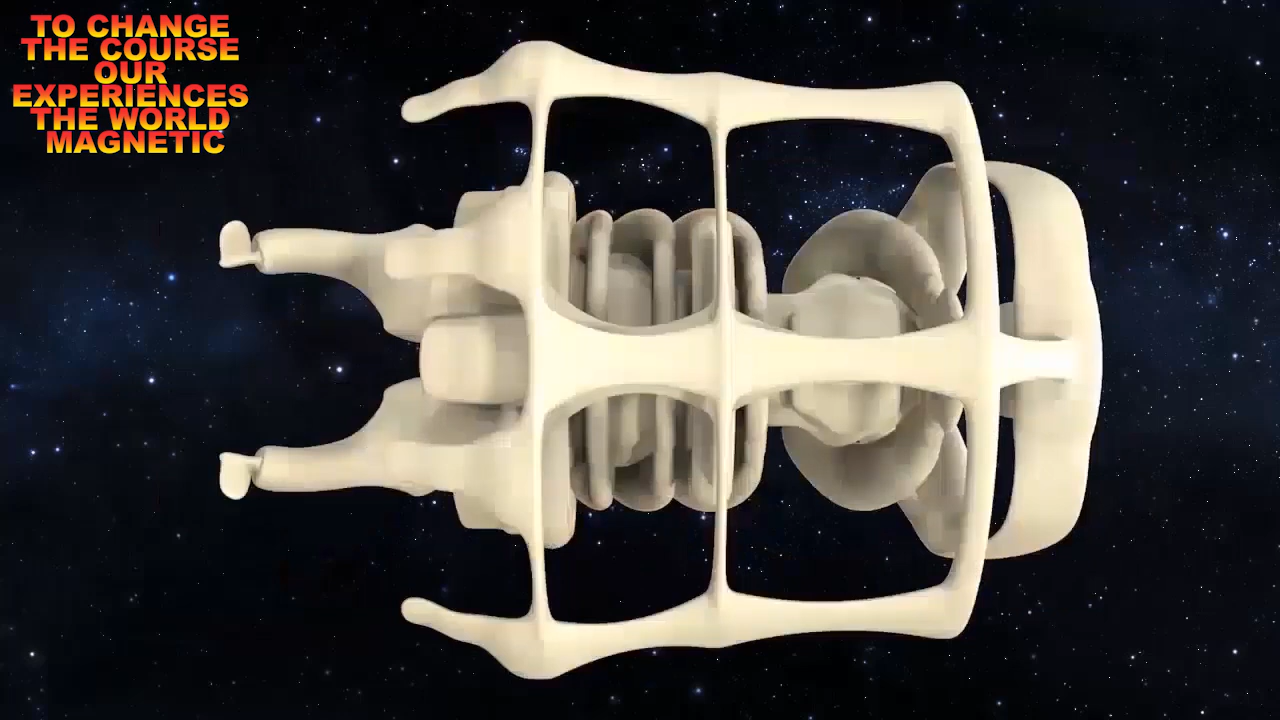 TO CHANGE
THE COURSE
OUR
EXPERIENCES
THE WORLD
MAGNETIC